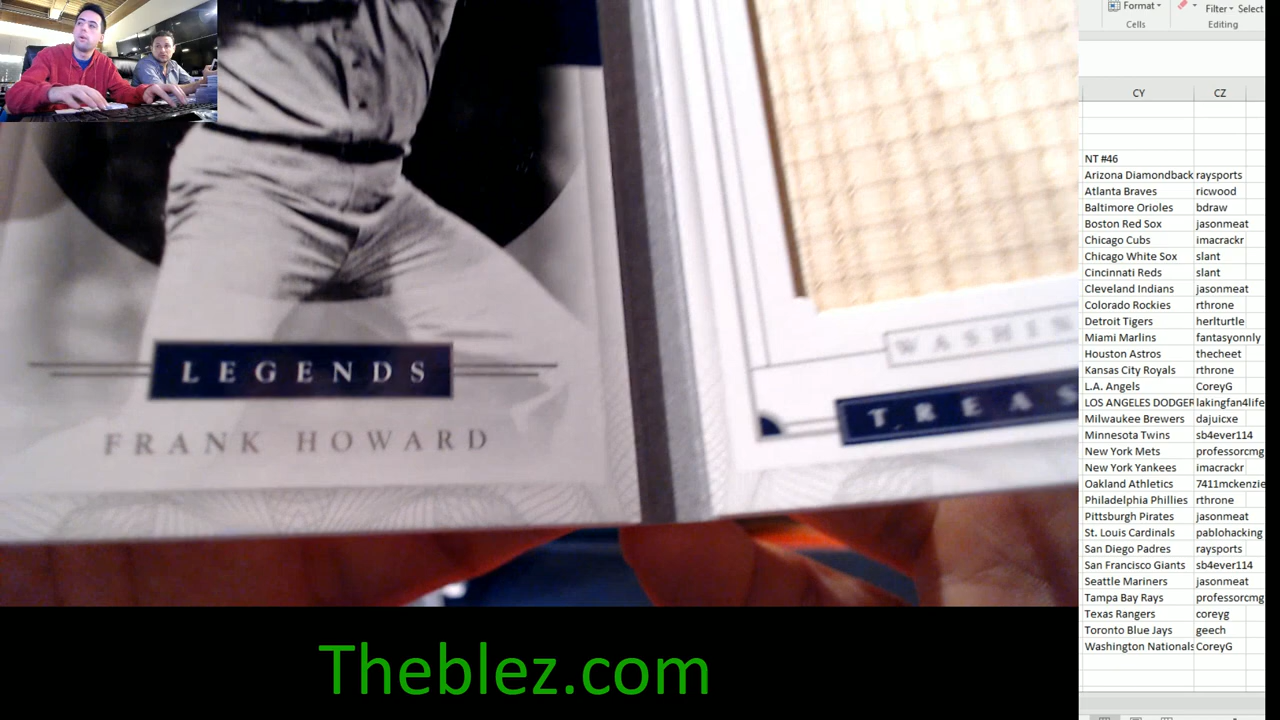 LEGENDS
FRANK HOWARD
WASHIN
TREAS
Theblez.com
Format
Filter Select
Cells Editing
CY CZ
NT #46
Arizona Diamondback raysports
Atlanta Braves ricwood
Baltimore Orioles bdraw
Boston Red Sox jasonmeat
Chicago Cubs imacrackr
Chicago White Sox slant
Cincinnati Reds slant
Cleveland Indians jasonmeat
Colorado Rockies rthrone
Detroit Tigers herlturtle
Miami Marlins fantasyonnly
Houston Astros thecheet
Kansas City Royals rthrone
L.A. Angels CoreyG
LOS ANGELES DODGER lakingfan4life
Milwaukee Brewers dajuicxe
Minnesota Twins sb4ever114
New York Mets professorcmg
New York Yankees imacrackr
Oakland Athletics 7411mckenzie
Philadelphia Phillies rthrone
Pittsburgh Pirates jasonmeat
St. Louis Cardinals pablohacking
San Diego Padres raysports
San Francisco Giants sb4ever114
Seattle Mariners jasonmeat
Tampa Bay Rays professorcmg
Texas Rangers coreyg
Toronto Blue Jays geech
Washington Nationals CoreyG